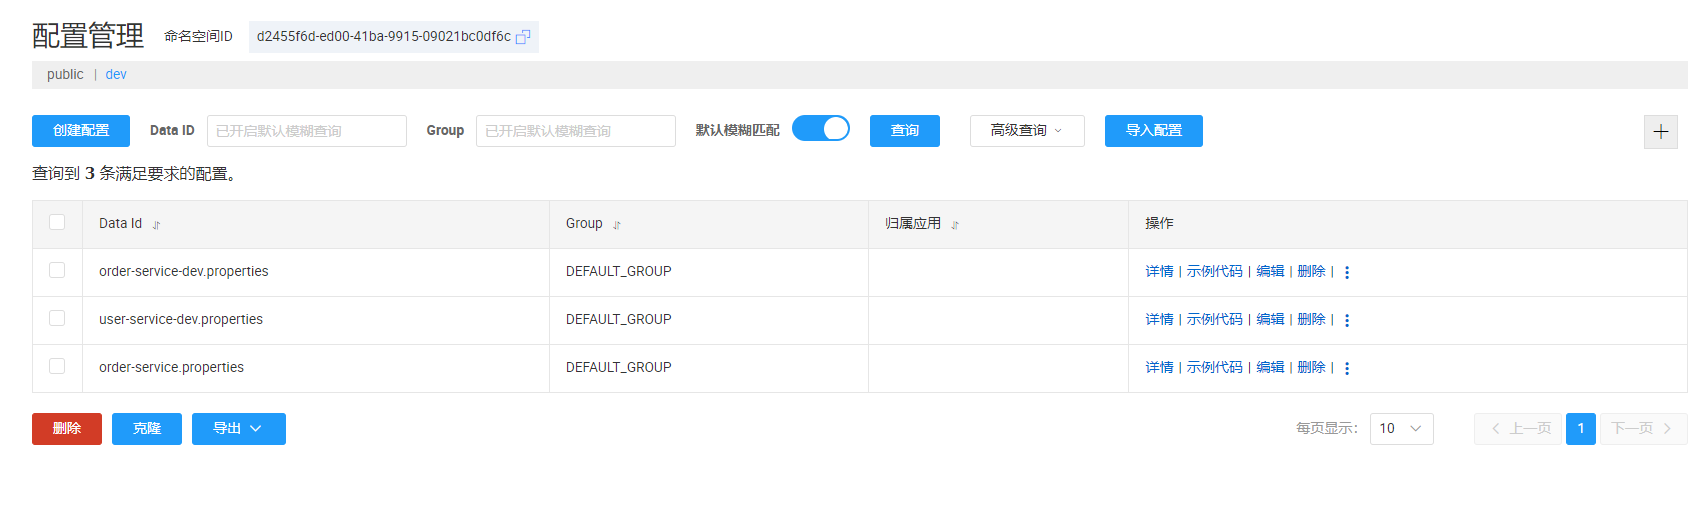 配置管理 命名空间ID d2455f6d-ed00-41ba-9915-09021bc0df6c
public | dev
创建配置 Data ID 已开启默认模糊查询 Group 已开启默认模糊查询 默认模糊匹配 查询 高级查询 导入配置
查询到 3 条满足要求的配置。
Data Id Group 归属应用 操作
order-service-dev.properties DEFAULT_GROUP 详情 | 示例代码 | 编辑 | 删除 |
user-service-dev.properties DEFAULT_GROUP 详情 | 示例代码 | 编辑 | 删除 |
order-service.properties DEFAULT_GROUP 详情 | 示例代码 | 编辑 | 删除 |
删除 克隆 导出 每页显示: 10 上一页 1 下一页